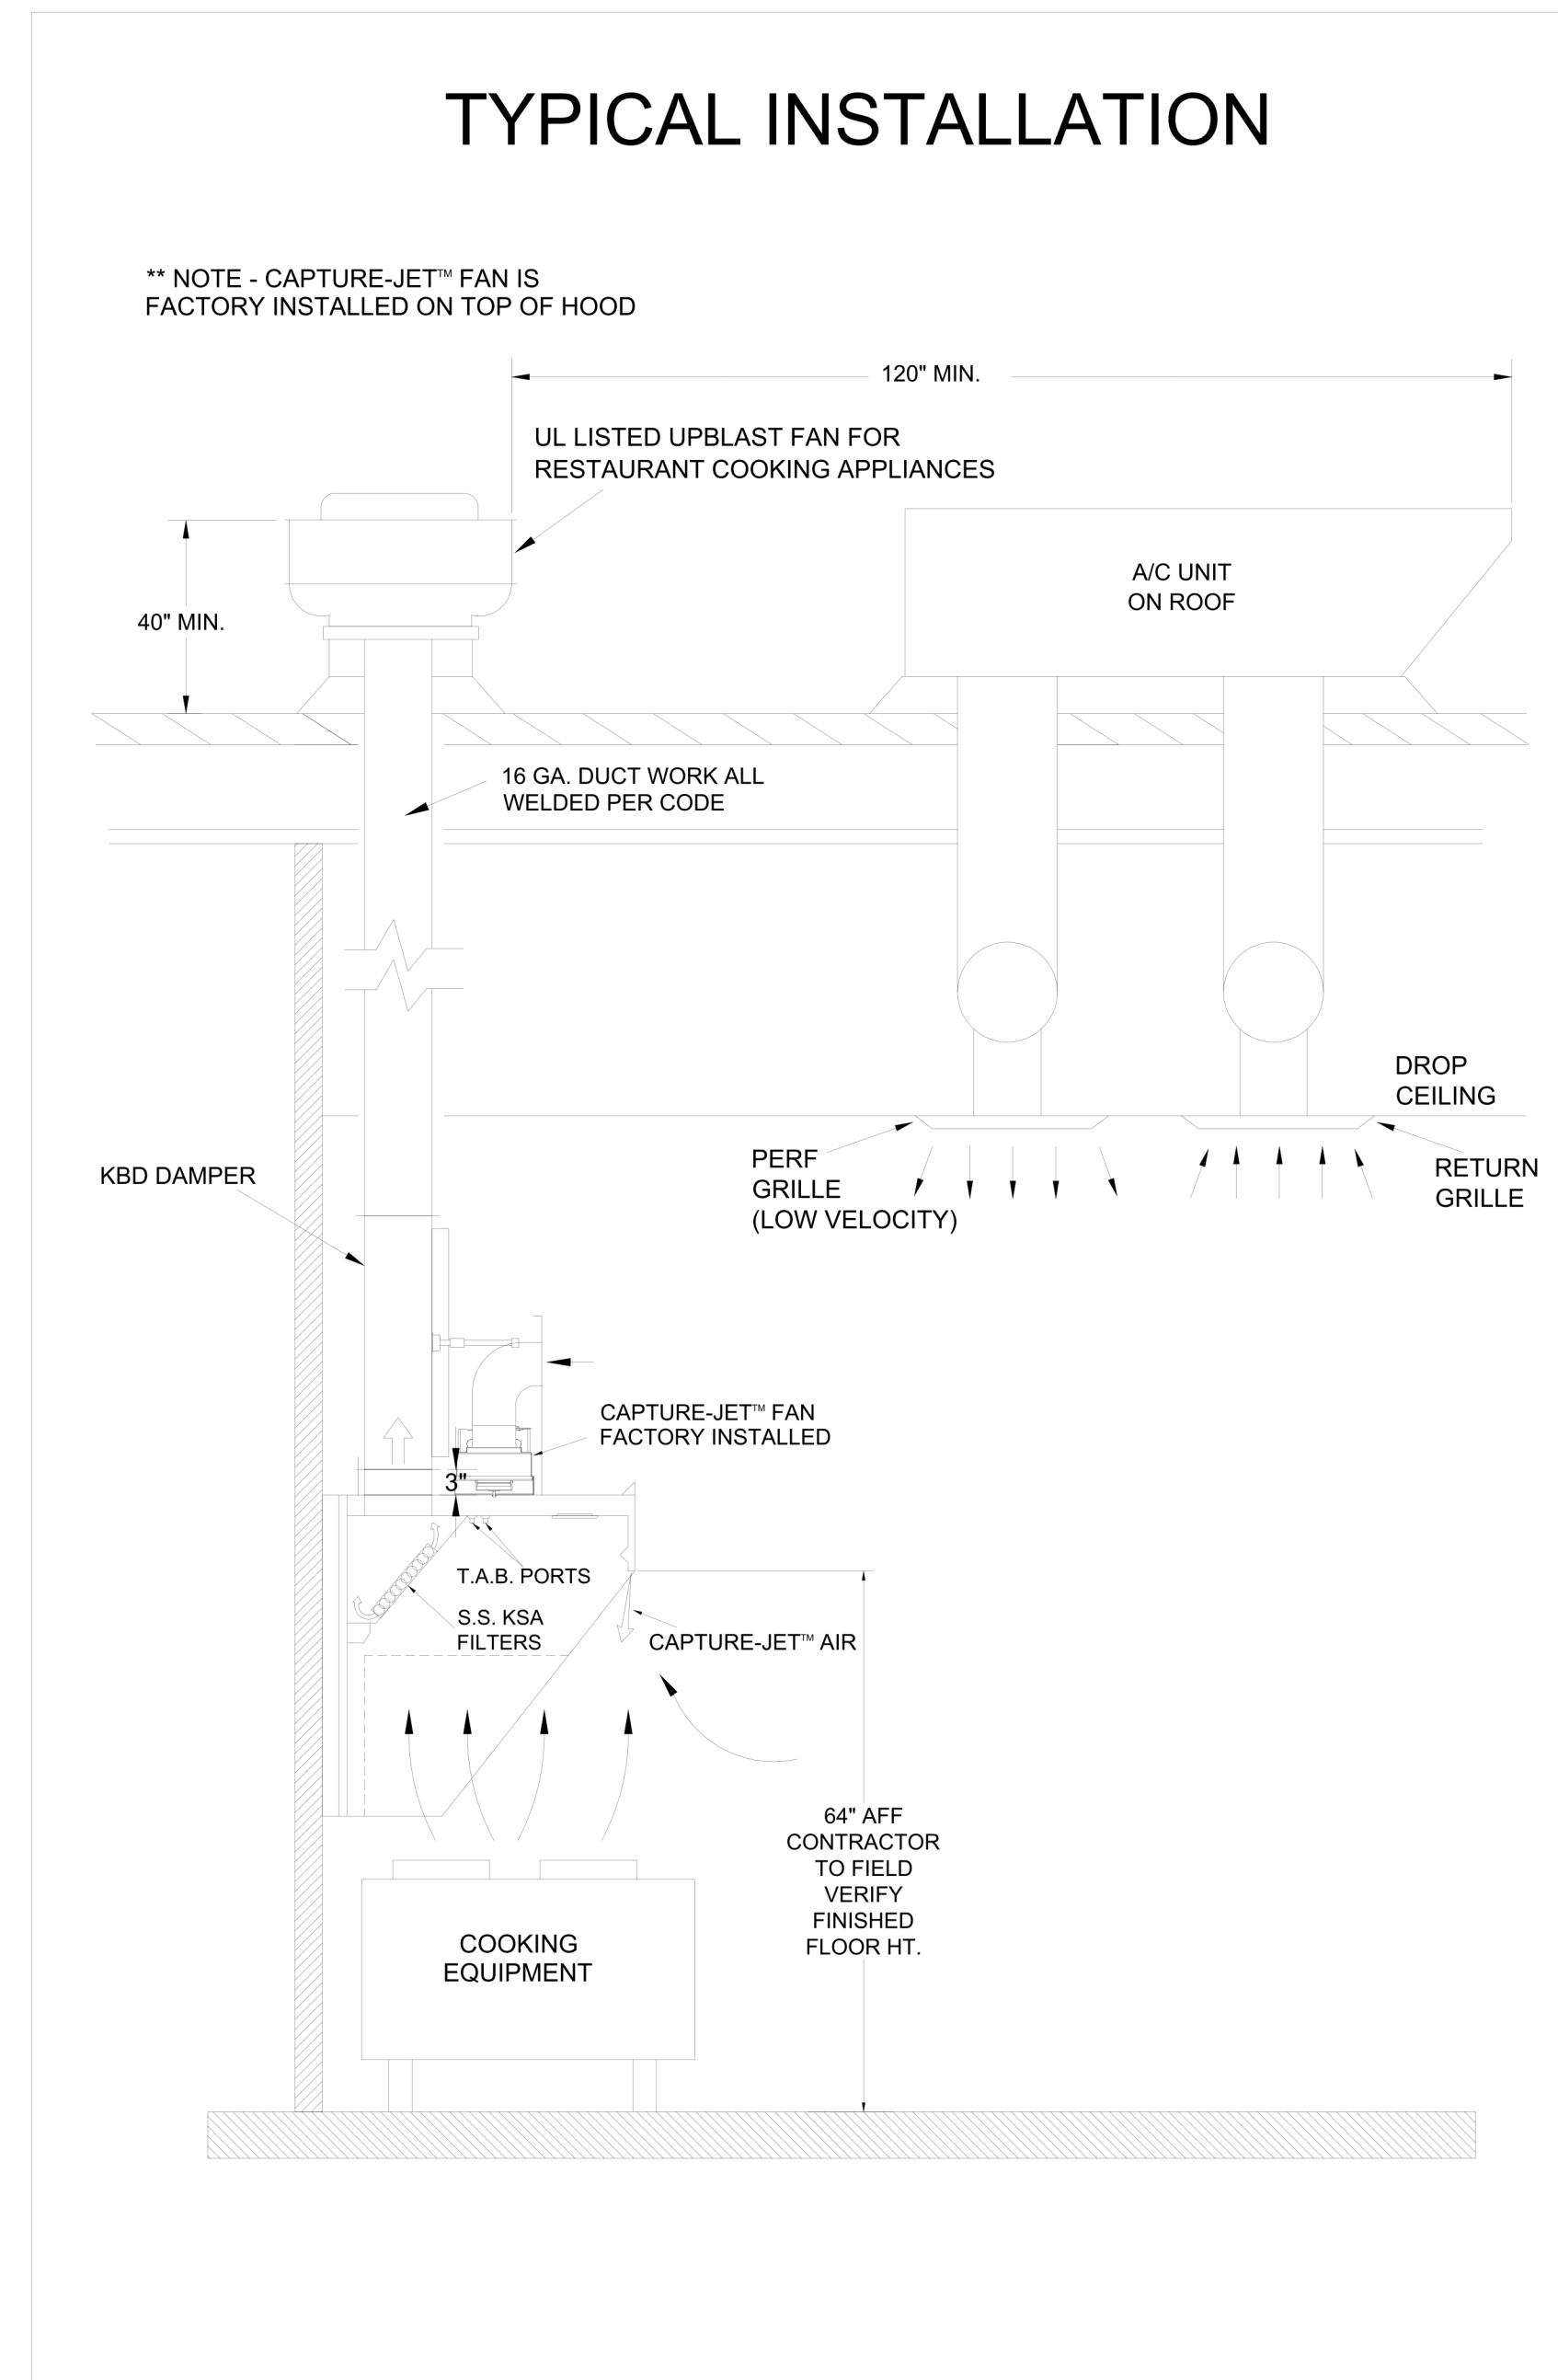 TYPICAL INSTALLATION
** NOTE - CAPTURE-JET™ FAN IS
FACTORY INSTALLED ON TOP OF HOOD
120" MIN.
UL LISTED UPBLAST FAN FOR
RESTAURANT COOKING APPLIANCES
A/C UNIT
ON ROOF
40" MIN.
16 GA. DUCT WORK ALL
WELDED PER CODE
DROP
CEILING
PERF
GRILLE
(LOW VELOCITY)
RETURN
GRILLE
KBD DAMPER
CAPTURE-JET™ FAN
FACTORY INSTALLED
3"
T.A.B. PORTS
S.S. KSA
FILTERS
CAPTURE-JET™ AIR
64" AFF
CONTRACTOR
TO FIELD
VERIFY
FINISHED
FLOOR HT.
COOKING
EQUIPMENT